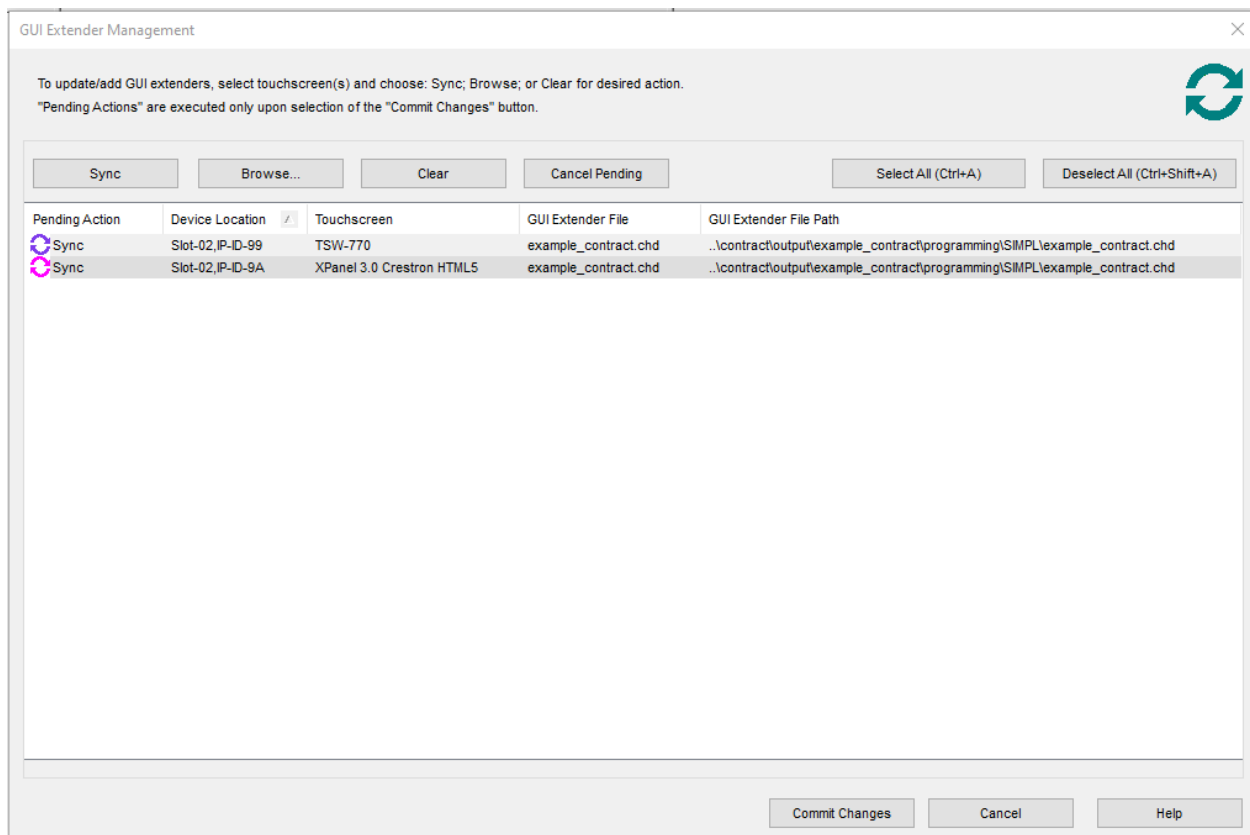 GUI Extender Management
To update/add GUI extenders, select touchscreen(s) and choose: Sync; Browse; or Clear for desired action.
"Pending Actions" are executed only upon selection of the "Commit Changes" button.
Sync Browse... Clear Cancel Pending Select All (Ctrl+A) Deselect All (Ctrl+Shift+A)
Pending Action Device Location Touchscreen GUI Extender File GUI Extender File Path
Sync Slot-02,IP-ID-99 TSW-770 example_contract.chd ..\contract\output\example_contract\programming\SIMPL\example_contract.chd
Sync Slot-02,IP-ID-9A XPanel 3.0 Crestron HTML5 example_contract.chd ..\contract\output\example_contract\programming\SIMPL\example_contract.chd
Commit Changes Cancel Help